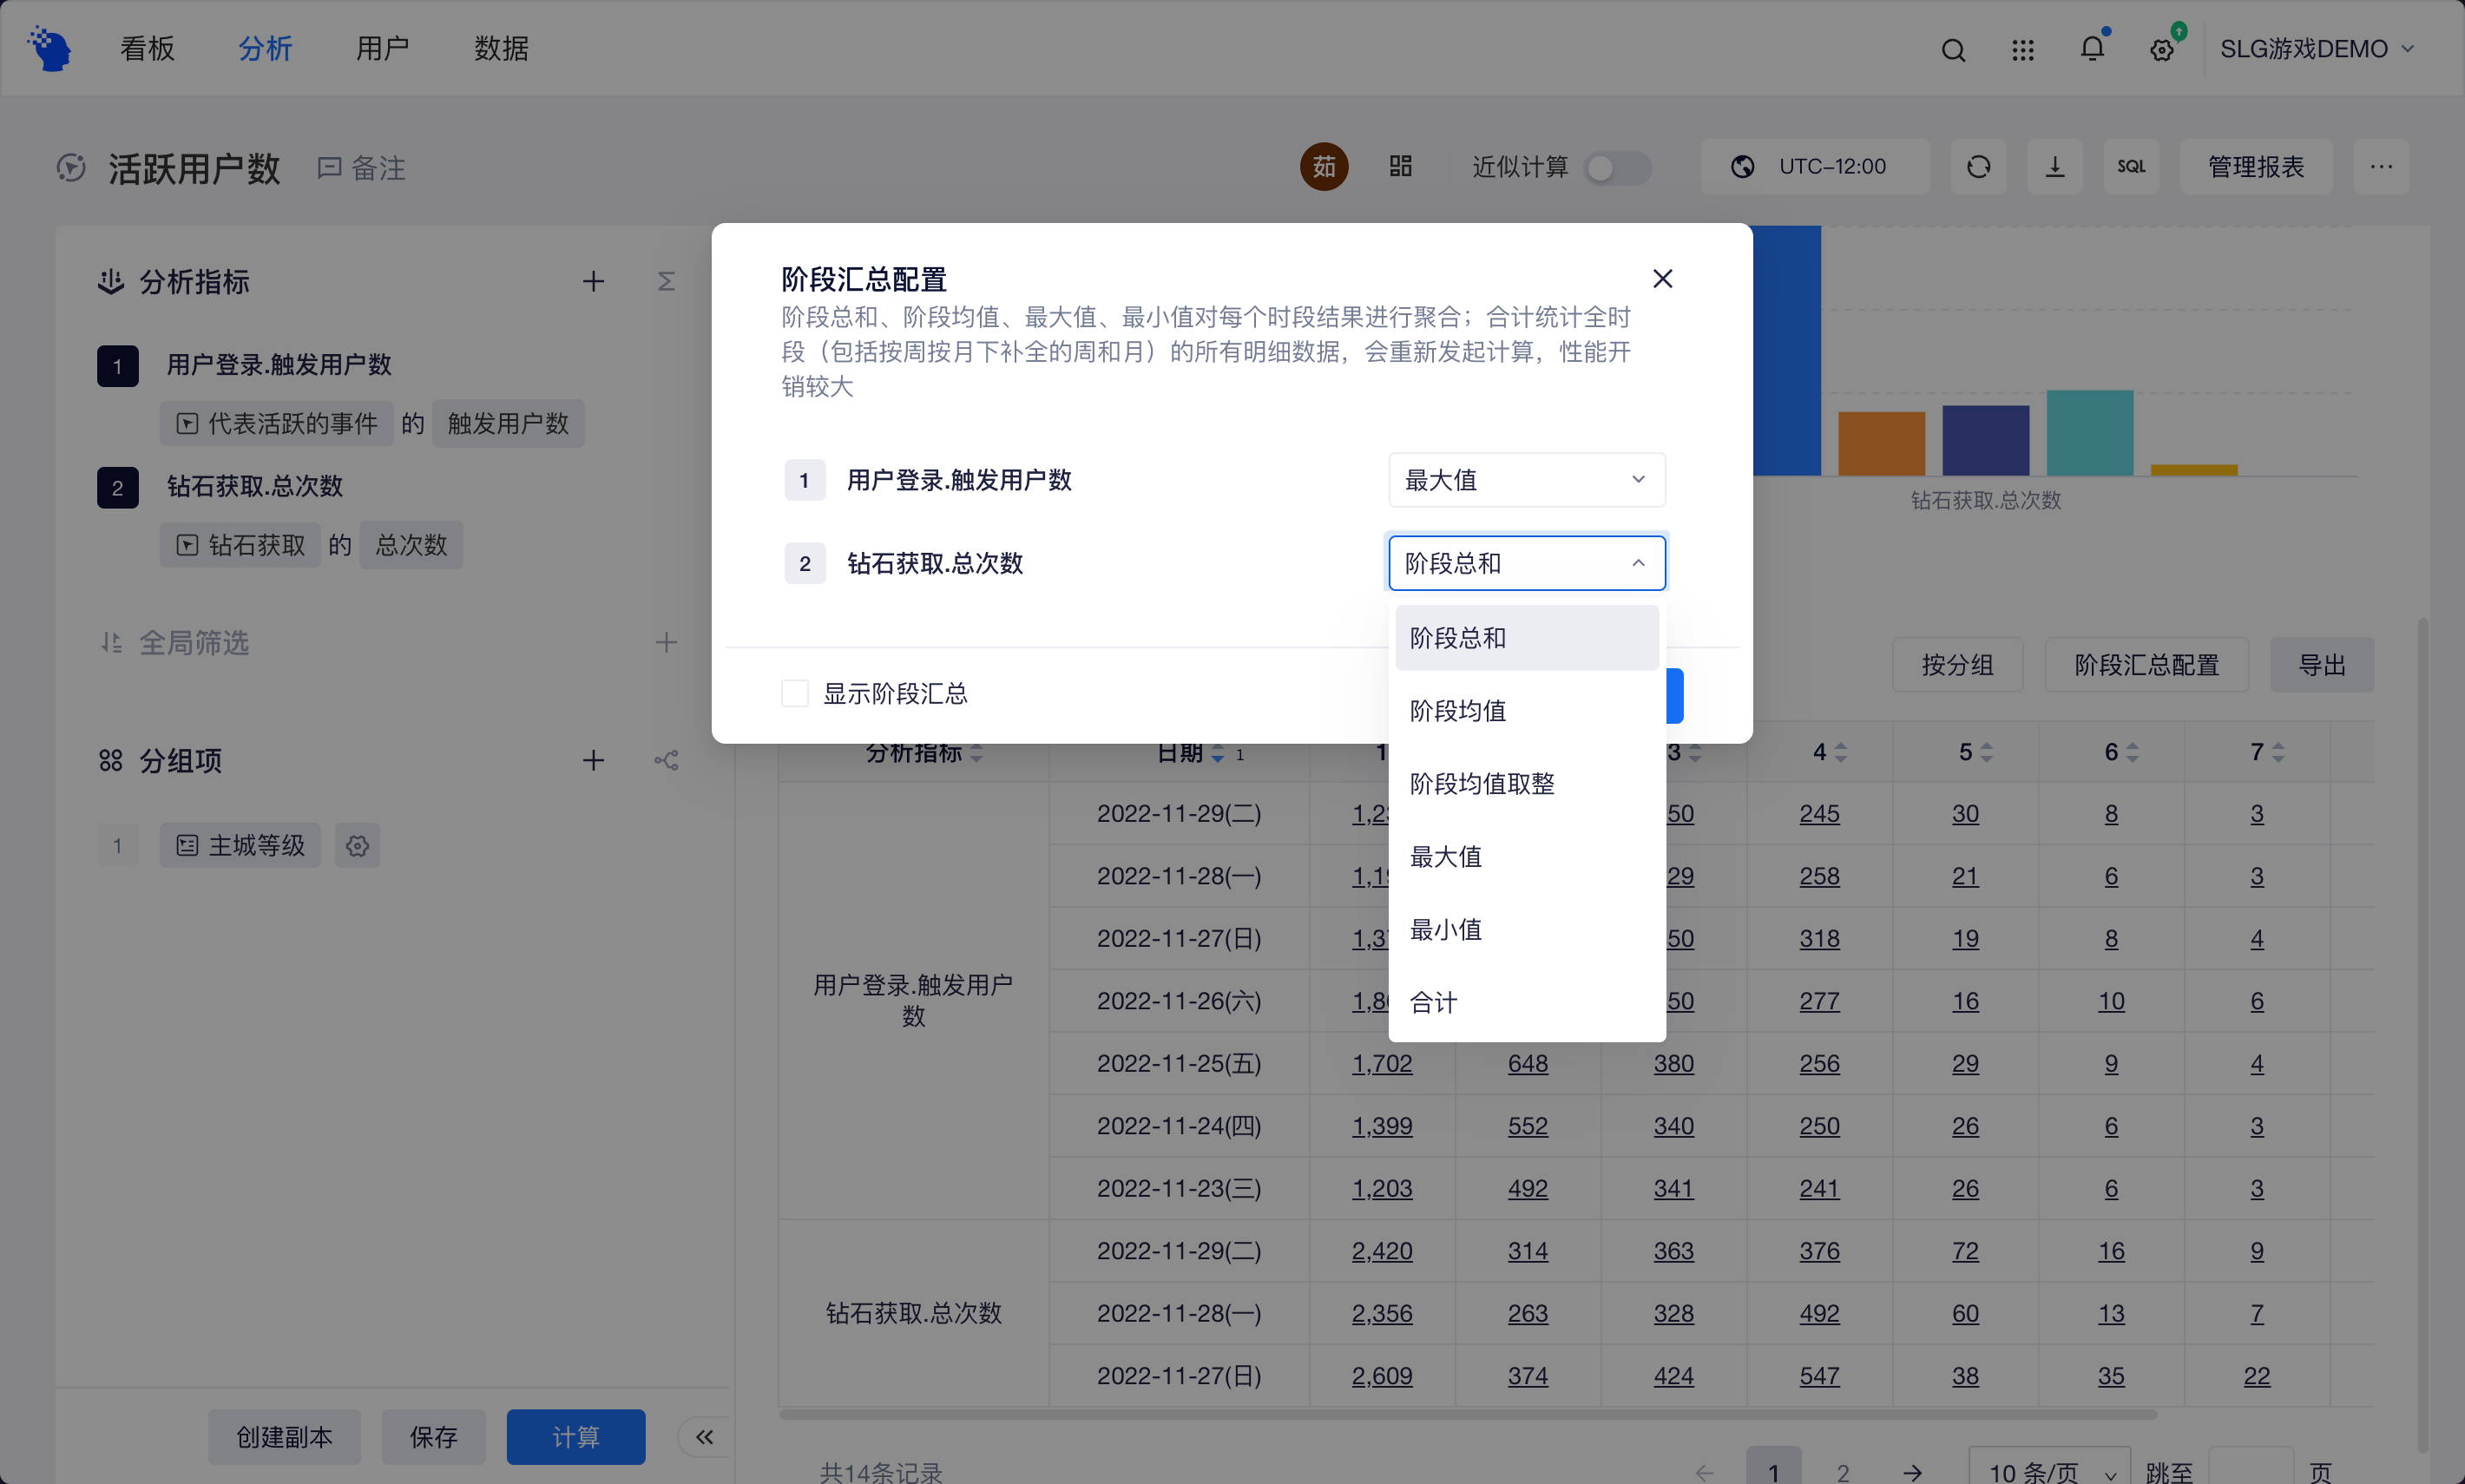 看板
分析
用户
数据
SLG游戏DEMO
活跃用户数
备注
茹
近似计算
UTC-12:00
SQL
管理报表
分析指标
1 用户登录.触发用户数
代表活跃的事件 的 触发用户数
2 钻石获取.总次数
钻石获取 的 总次数
全局筛选
分组项
1 主城等级
创建副本
保存
计算
阶段汇总配置
阶段总和、阶段均值、最大值、最小值对每个时段结果进行聚合；合计统计全时
段（包括按周按月下补全的周和月）的所有明细数据，会重新发起计算，性能开
销较大
1 用户登录.触发用户数 最大值
2 钻石获取.总次数 阶段总和
阶段总和
阶段均值
阶段均值取整
最大值
最小值
合计
显示阶段汇总
钻石获取.总次数
按分组
阶段汇总配置
导出
分析指标 日期 1 1 3 4 5 6 7
用户登录.触发用户
数
2022-11-29(二) 245 30 8 3
2022-11-28(一) 258 21 6 3
2022-11-27(日) 318 19 8 4
2022-11-26(六) 277 16 10 6
2022-11-25(五) 1,702 648 380 256 29 9 4
2022-11-24(四) 1,399 552 340 250 26 6 3
2022-11-23(三) 1,203 492 341 241 26 6 3
钻石获取.总次数
2022-11-29(二) 2,420 314 363 376 72 16 9
2022-11-28(一) 2,356 263 328 492 60 13 7
2022-11-27(日) 2,609 374 424 547 38 35 22
共14条记录
1 2
10 条/页
跳至 页